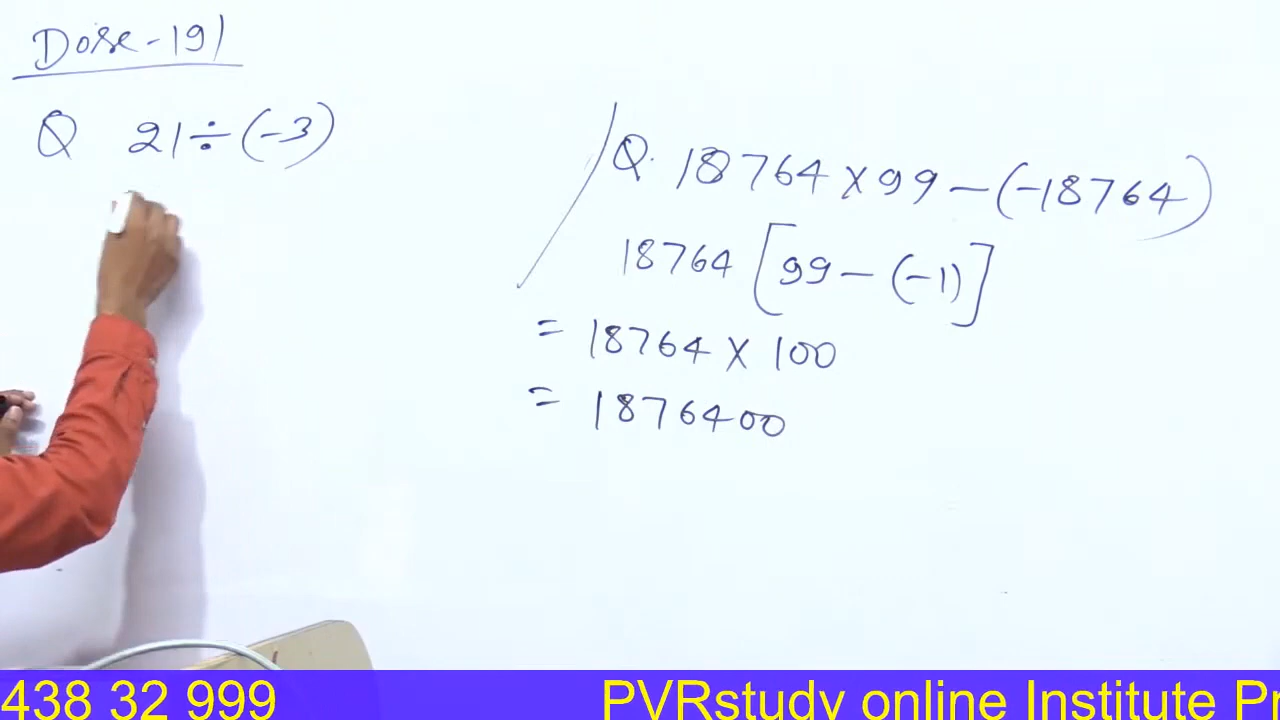 Dose - 191
Q 21 ÷ (-3)
Q. 18764 X 99 - (-18764)
18764 [99 - (-1)]
= 18764 X 100
= 1876400
438 32 999 PVRstudy online Institute